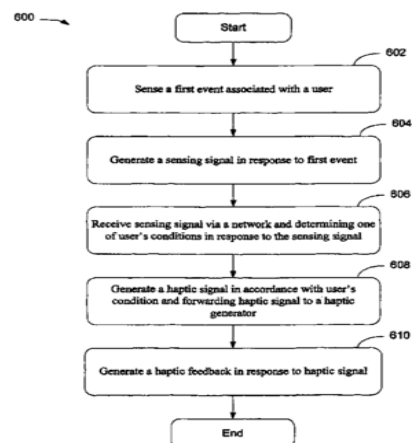 600
Start
602
Sense a first event associated with a user
604
Generate a sensing signal in response to first event
606
Receive sensing signal via a network and determining one
of user's conditions in response to the sensing signal
608
Generate a haptic signal in accordance with user's
condition and forwarding haptic signal to a haptic
generator
610
Generate a haptic feedback in response to haptic signal
End